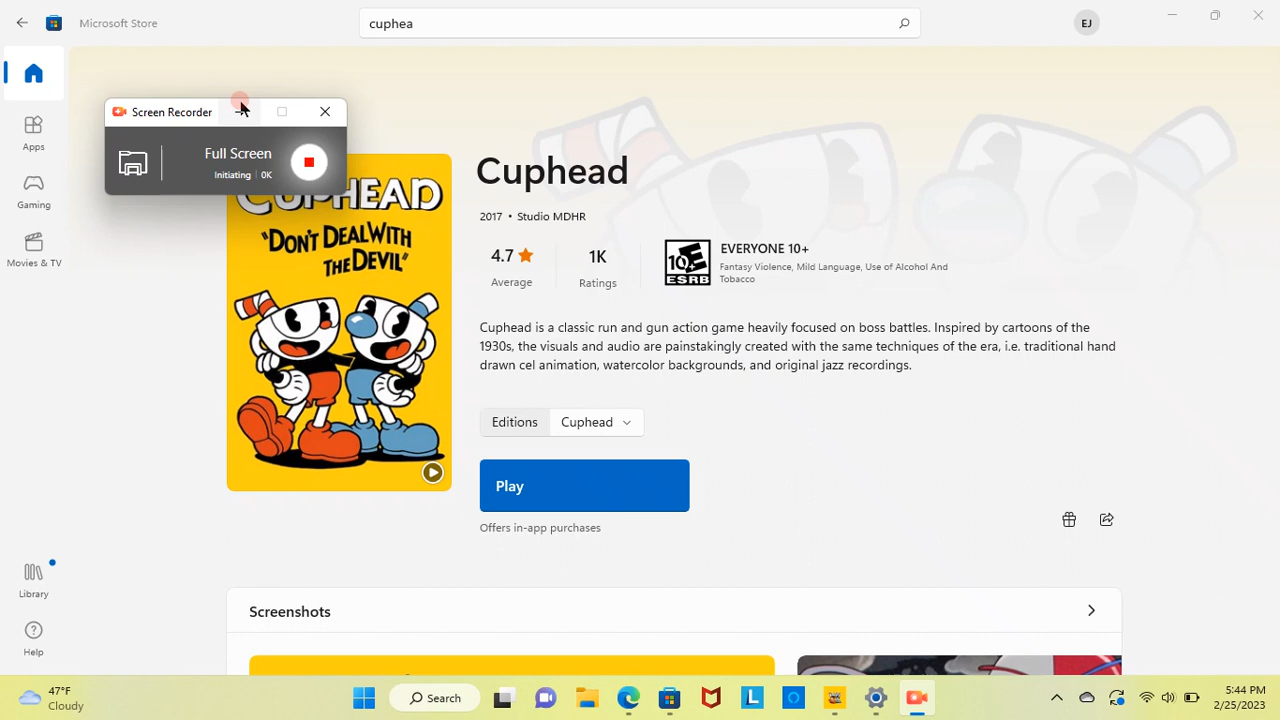 Microsoft Store
cuphea
EJ
Screen Recorder
Full Screen
Initiating
0K
Apps
Gaming
Movies & TV
Library
Help
CUPHEAD
"DON'T DEAL WITH
THE DEVIL"
Cuphead
2017 • Studio MDHR
4.7
Average
1K
Ratings
E
10+
ESRB
EVERYONE 10+
Fantasy Violence, Mild Language, Use of Alcohol And
Tobacco
Cuphead is a classic run and gun action game heavily focused on boss battles. Inspired by cartoons of the
1930s, the visuals and audio are painstakingly created with the same techniques of the era, i.e. traditional hand
drawn cel animation, watercolor backgrounds, and original jazz recordings.
Editions
Cuphead
Play
Offers in-app purchases
Screenshots
47°F
Cloudy
Search
L
5:44 PM
2/25/2023